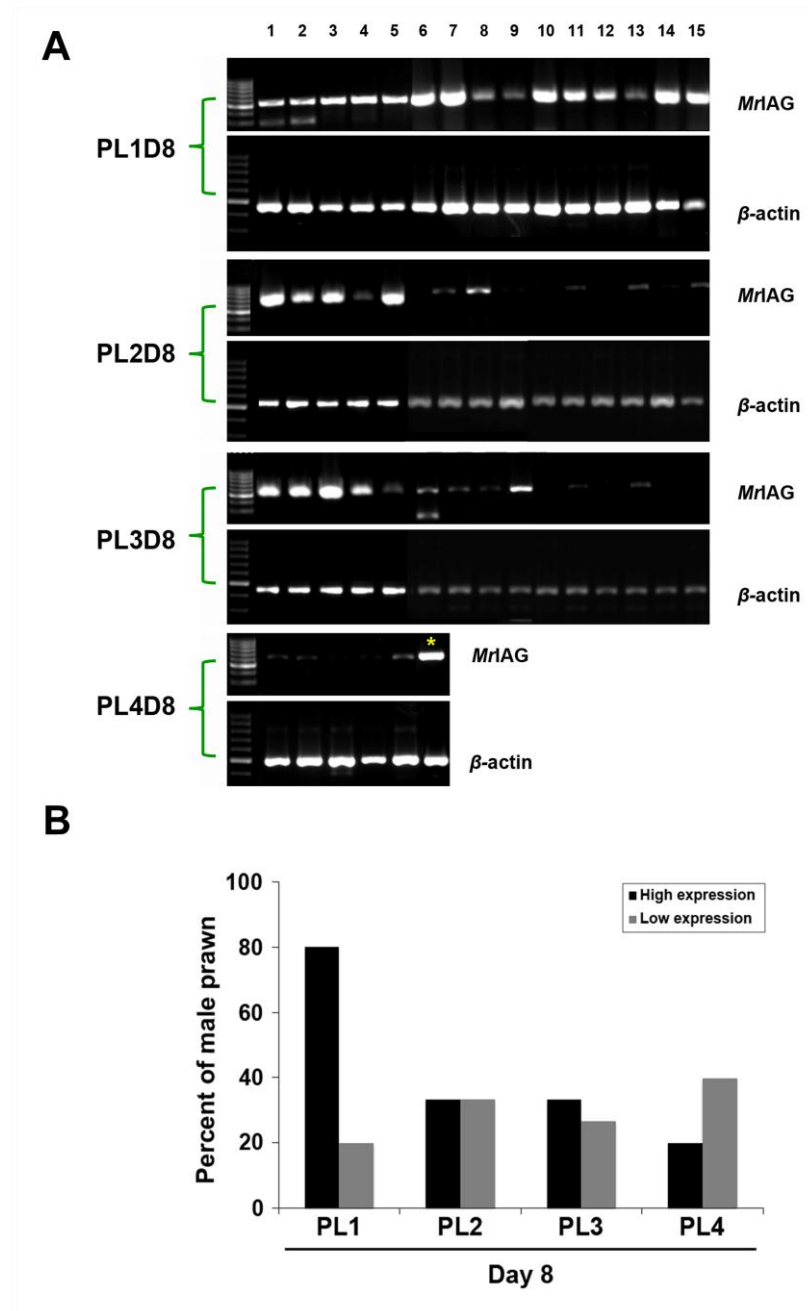 A
1 2 3 4 5 6 7 8 9 10 11 12 13 14 15
PL1D8
MrIAG
β-actin
PL2D8
MrIAG
β-actin
PL3D8
MrIAG
β-actin
PL4D8
*
MrIAG
β-actin
B
Percent of male prawn
100
80
60
40
20
0
High expression
Low expression
PL1 PL2 PL3 PL4
Day 8